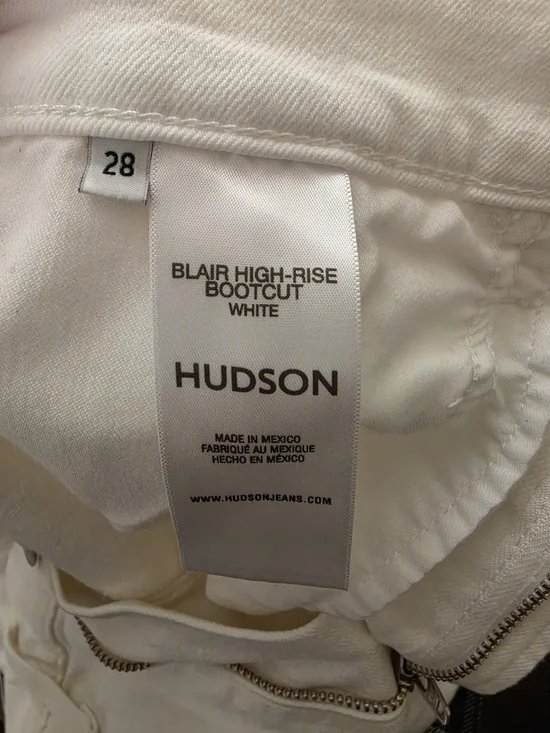 28
BLAIR HIGH-RISE
BOOTCUT
WHITE
HUDSON
MADE IN MEXICO
FABRIQUÉ AU MEXIQUE
HECHO EN MÉXICO
WWW.HUDSONJEANS.COM